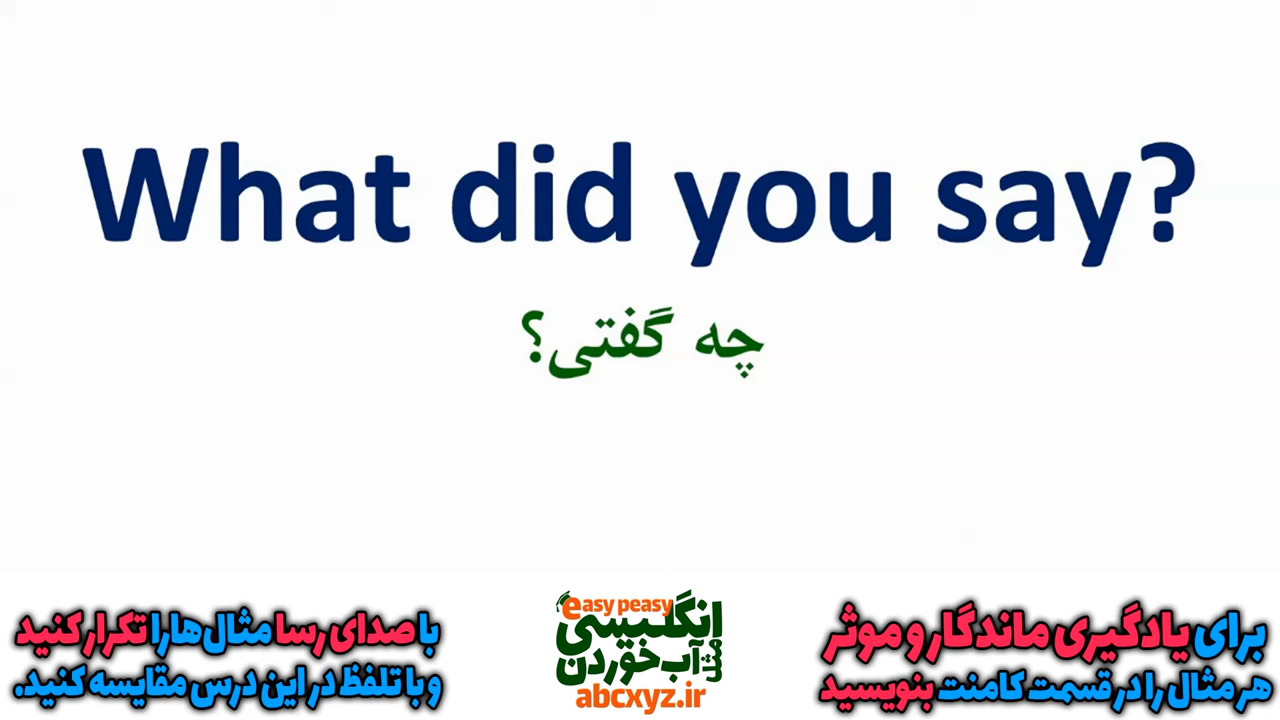 What did you say?
چه گفتی؟
برای یادگیری ماندگار و موثر
هر مثال را در قسمت کامنت بنویسید
easy peasy
انگلیسی
مثل آب خوردن
abcxyz.ir
با صدای رسا مثال‌ها را تکرار کنید
و با تلفظ در این درس مقایسه کنید.